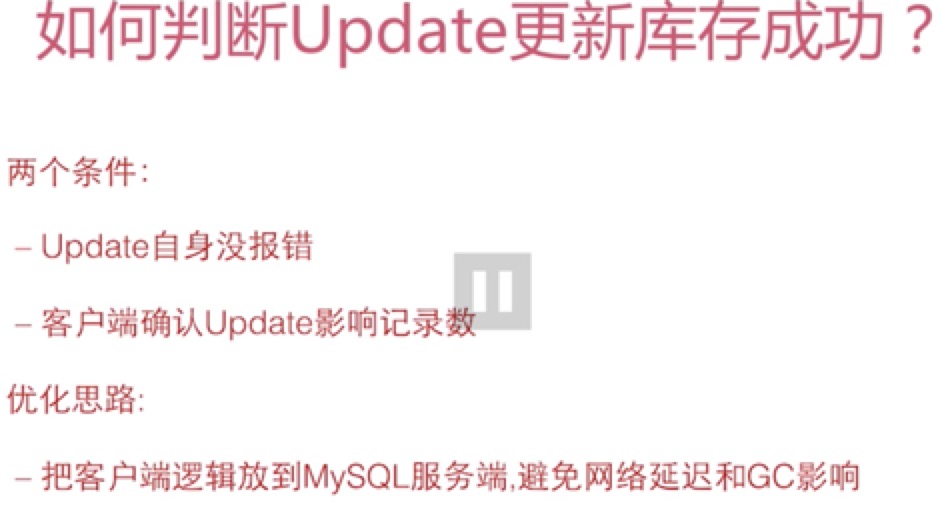 如何判断Update更新库存成功？
两个条件：
– Update自身没报错
– 客户端确认Update影响记录数
优化思路:
– 把客户端逻辑放到MySQL服务端,避免网络延迟和GC影响